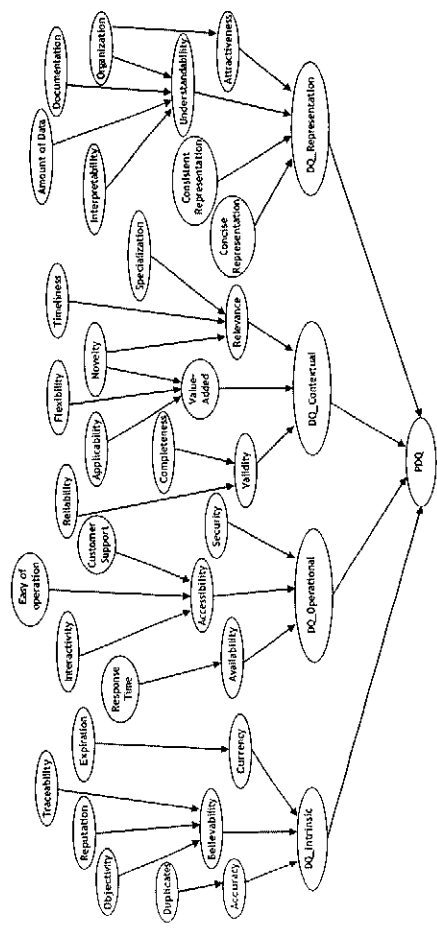 Traceability
Expiration
Reputation
Objectivity
Duplicates
Currency
Believability
Accuracy
DQ_Intrinsic
Easy of
operation
Customer
Support
Interactivity
Response
Time
Security
Accessibility
Availability
DQ_Operational
Timeliness
Flexibility
Novelty
Applicability
Reliability
Specialization
Completeness
Relevance
Value-
Added
Validity
DQ_Contextual
Documentation
Organization
Amount of Data
Interpretability
Attractiveness
Understandability
Consistent
Representation
Concise
Representation
DQ_Representation
PDQ